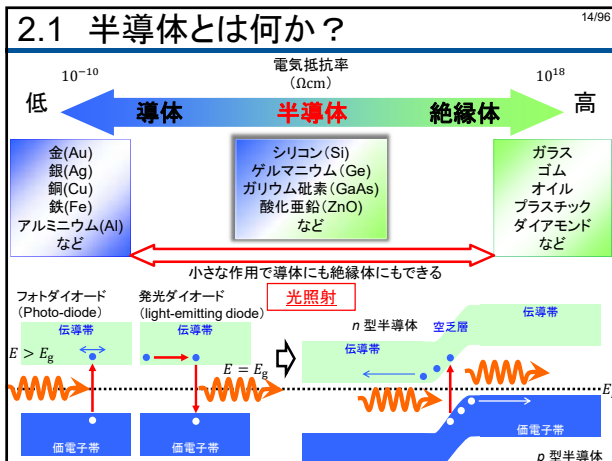 2.1 半導体とは何か？
14/96
電気抵抗率
(Ωcm)
10⁻¹⁰
10¹⁸
低
導体
半導体
絶縁体
高
金(Au)
銀(Ag)
銅(Cu)
鉄(Fe)
アルミニウム(Al)
など
シリコン(Si)
ゲルマニウム(Ge)
ガリウム砒素(GaAs)
酸化亜鉛(ZnO)
など
ガラス
ゴム
オイル
プラスチック
ダイアモンド
など
小さな作用で導体にも絶縁体にもできる
光照射
フォトダイオード
(Photo-diode)
伝導帯
E > Eg
価電子帯
発光ダイオード
(light-emitting diode)
伝導帯
E = Eg
価電子帯
n 型半導体
空乏層
伝導帯
伝導帯
価電子帯
p 型半導体